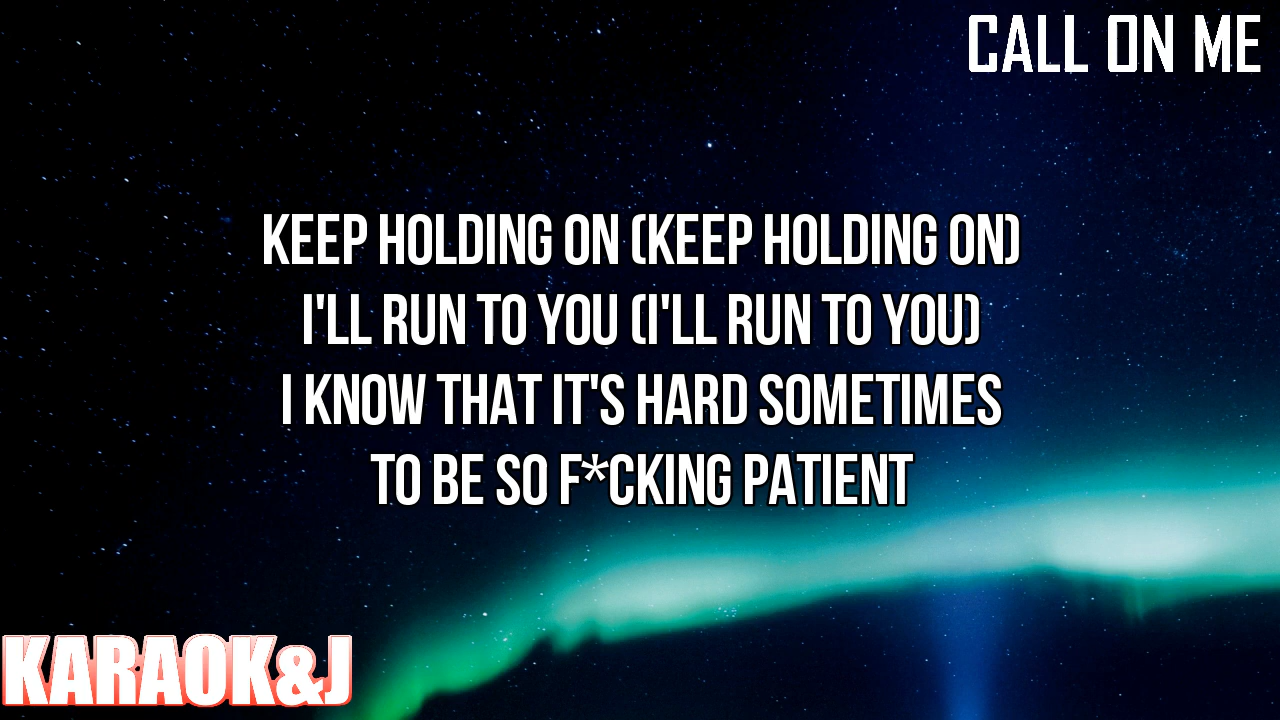 CALL ON ME
KEEP HOLDING ON (KEEP HOLDING ON)
I'LL RUN TO YOU (I'LL RUN TO YOU)
I KNOW THAT IT'S HARD SOMETIMES
TO BE SO F*CKING PATIENT
KARAOK&J